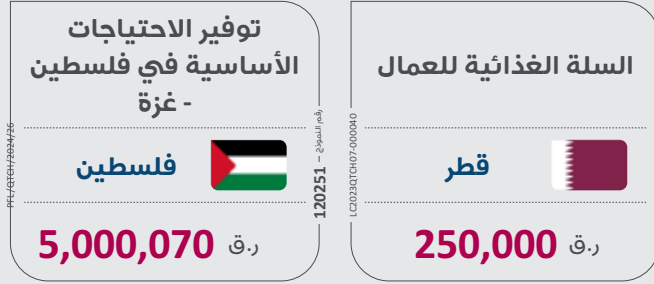 السلة الغذائية للعمال
قطر
ر.ق 250,000
LC2023QTCH07-000040
توفير الاحتياجات
الأساسية في فلسطين
- غزة
فلسطين
ر.ق 5,000,070
رقم النموذج – 120251
PFL/QTCH/2024/26